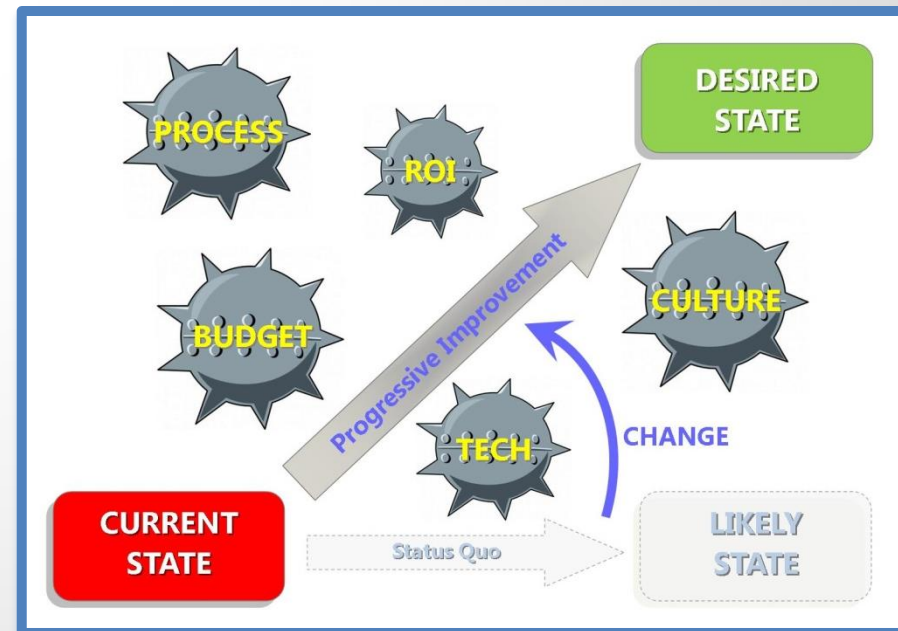 PROCESS
ROI
DESIRED
STATE
BUDGET
Progressive Improvement
CULTURE
TECH
CHANGE
CURRENT
STATE
Status Quo
LIKELY
STATE